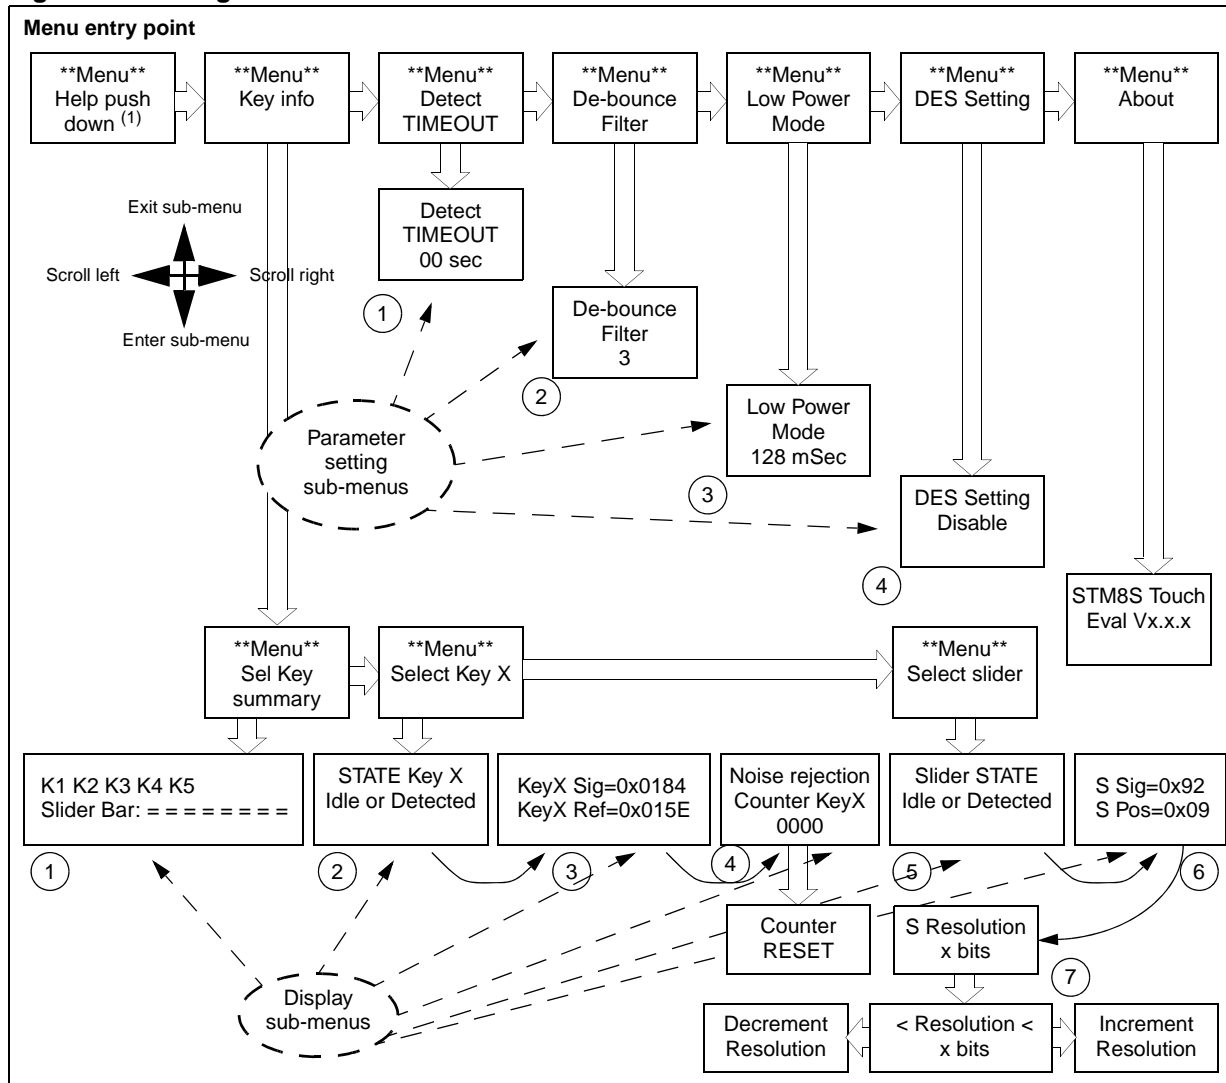 Menu entry point
**Menu**
Help push
down (1)
**Menu**
Key info
**Menu**
Detect
TIMEOUT
**Menu**
De-bounce
Filter
**Menu**
Low Power
Mode
**Menu**
DES Setting
**Menu**
About
Detect
TIMEOUT
00 sec
Exit sub-menu
Scroll left
Scroll right
Enter sub-menu
1
De-bounce
Filter
3
2
Low Power
Mode
128 mSec
3
Parameter
setting
sub-menus
DES Setting
Disable
4
STM8S Touch
Eval Vx.x.x
**Menu**
Sel Key
summary
**Menu**
Select Key X
**Menu**
Select slider
K1 K2 K3 K4 K5
Slider Bar: = = = = = = = =
STATE Key X
Idle or Detected
KeyX Sig=0x0184
KeyX Ref=0x015E
Noise rejection
Counter KeyX
0000
Slider STATE
Idle or Detected
S Sig=0x92
S Pos=0x09
1
2
3
4
5
6
Counter
RESET
S Resolution
x bits
7
Display
sub-menus
Decrement
Resolution
< Resolution <
x bits
Increment
Resolution